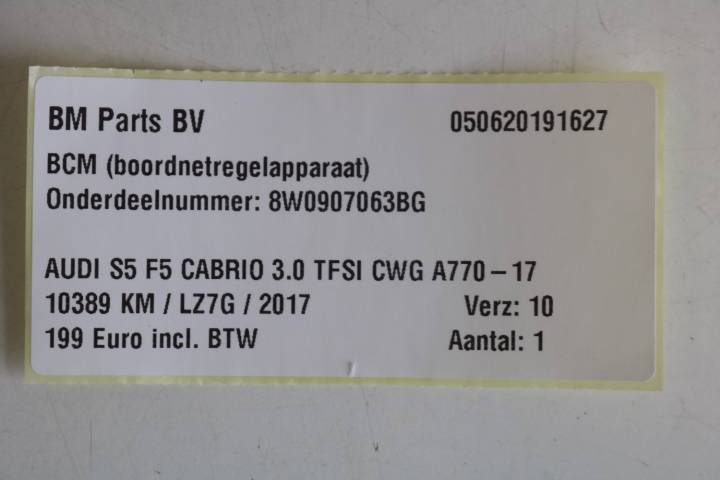 BM Parts BV 050620191627
BCM (boordnetregelapparaat)
Onderdeelnummer: 8W0907063BG
AUDI S5 F5 CABRIO 3.0 TFSI CWG A770 – 17
10389 KM / LZ7G / 2017 Verz: 10
199 Euro incl. BTW Aantal: 1